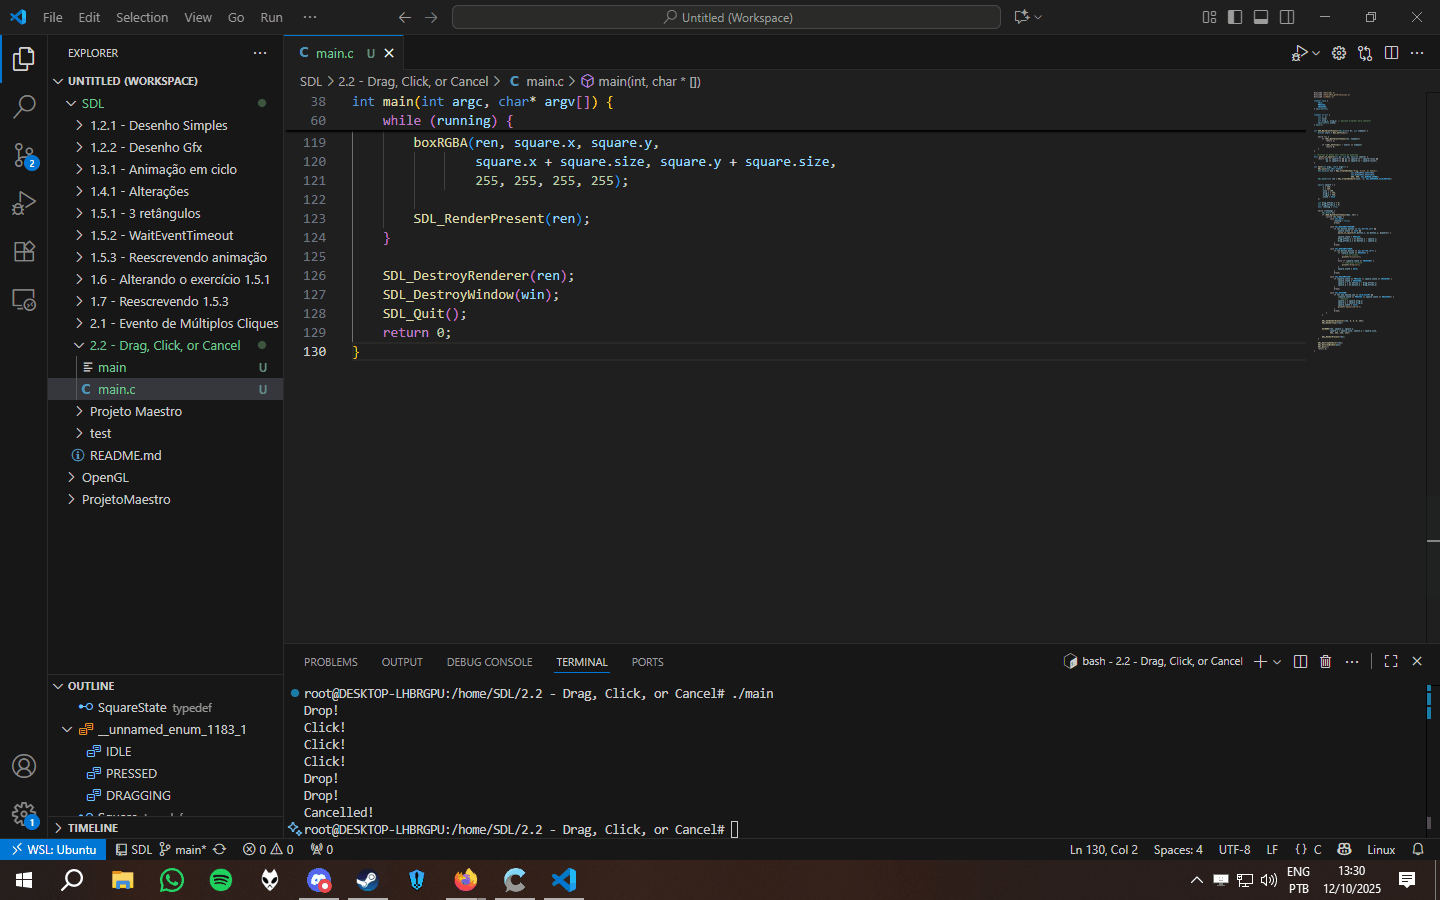 File Edit Selection View Go Run ··· Untitled (Workspace)
EXPLORER
UNTITLED (WORKSPACE)
SDL
1.2.1 - Desenho Simples
1.2.2 - Desenho Gfx
1.3.1 - Animação em ciclo
1.4.1 - Alterações
1.5.1 - 3 retângulos
1.5.2 - WaitEventTimeout
1.5.3 - Reescrevendo animação
1.6 - Alterando o exercício 1.5.1
1.7 - Reescrevendo 1.5.3
2.1 - Evento de Múltiplos Cliques
2.2 - Drag, Click, or Cancel
main U
C main.c U
Projeto Maestro
test
README.md
OpenGL
ProjetoMaestro
OUTLINE
SquareState typedef
__unnamed_enum_1183_1
IDLE
PRESSED
DRAGGING
TIMELINE
C main.c U
SDL > 2.2 - Drag, Click, or Cancel > C main.c > main(int, char * [])
38 int main(int argc, char* argv[]) {
60 while (running) {
119 boxRGBA(ren, square.x, square.y,
120 square.x + square.size, square.y + square.size,
121 255, 255, 255, 255);
122
123 SDL_RenderPresent(ren);
124 }
125
126 SDL_DestroyRenderer(ren);
127 SDL_DestroyWindow(win);
128 SDL_Quit();
129 return 0;
130 }
PROBLEMS OUTPUT DEBUG CONSOLE TERMINAL PORTS
bash - 2.2 - Drag, Click, or Cancel
root@DESKTOP-LHBRGPU:/home/SDL/2.2 - Drag, Click, or Cancel# ./main
Drop!
Click!
Click!
Click!
Drop!
Drop!
Cancelled!
root@DESKTOP-LHBRGPU:/home/SDL/2.2 - Drag, Click, or Cancel#
2
1
WSL: Ubuntu SDL main* 0 0 0 Ln 130, Col 2 Spaces: 4 UTF-8 LF {} C Linux
ENG
PTB
13:30
12/10/2025